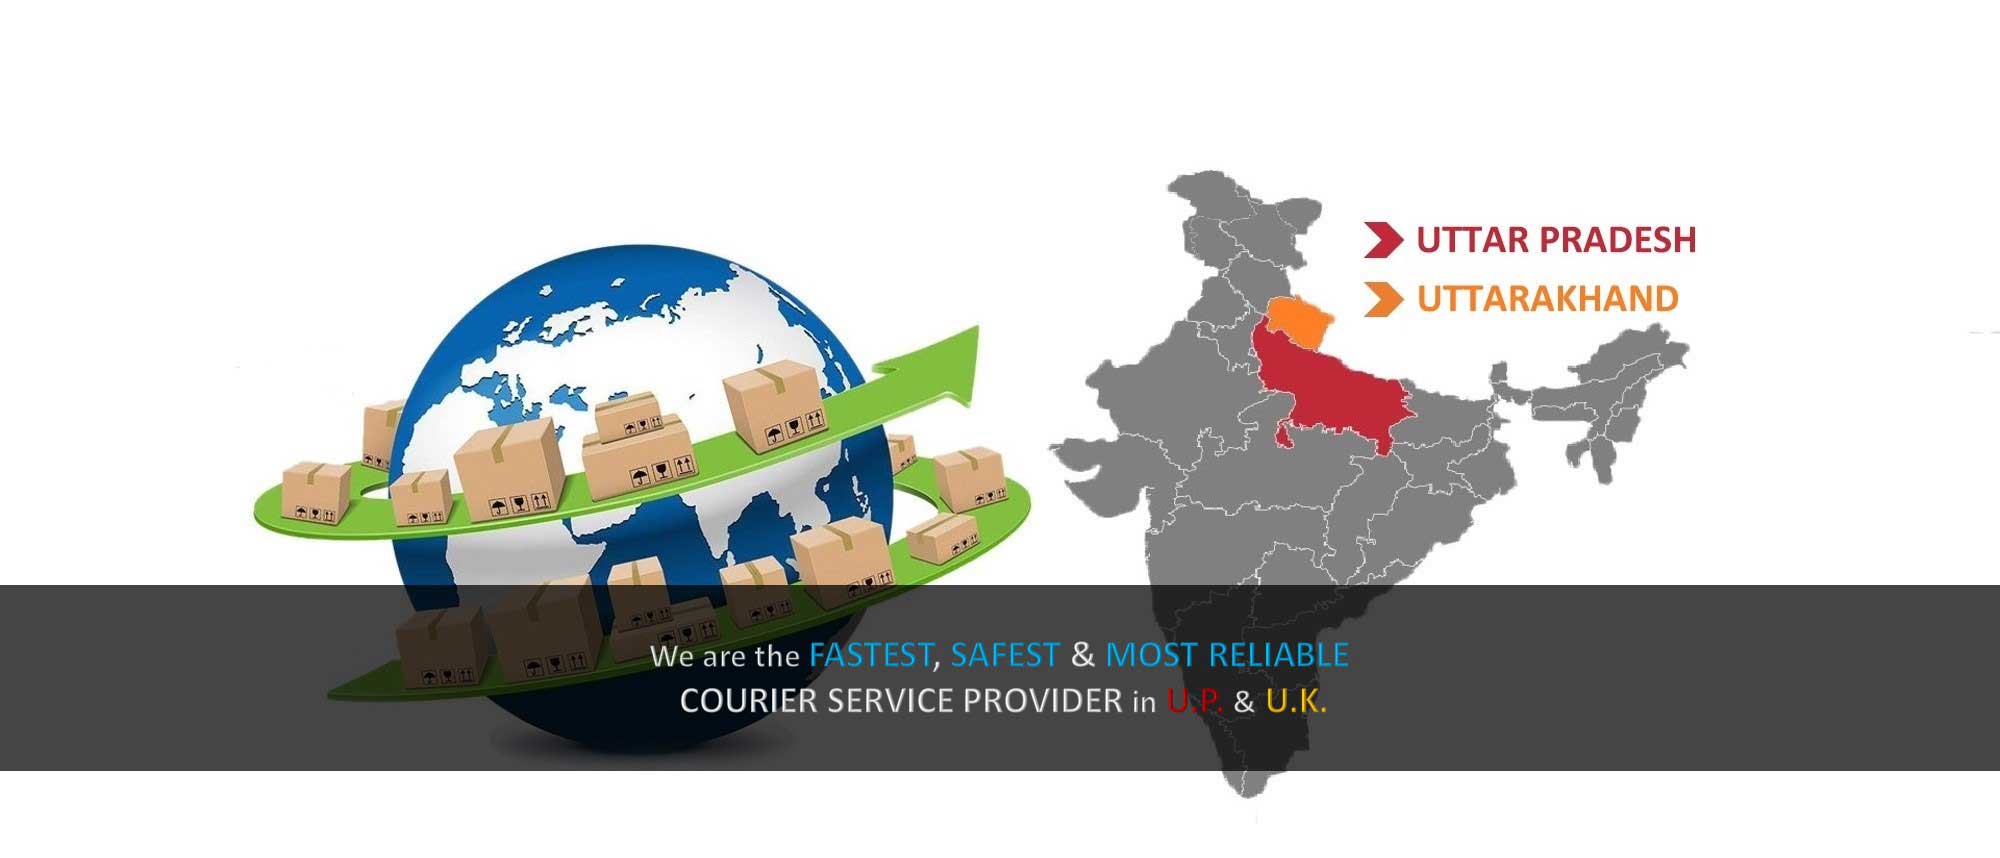 UTTAR PRADESH
UTTARAKHAND
We are the FASTEST, SAFEST & MOST RELIABLE
COURIER SERVICE PROVIDER in U.P. & U.K.